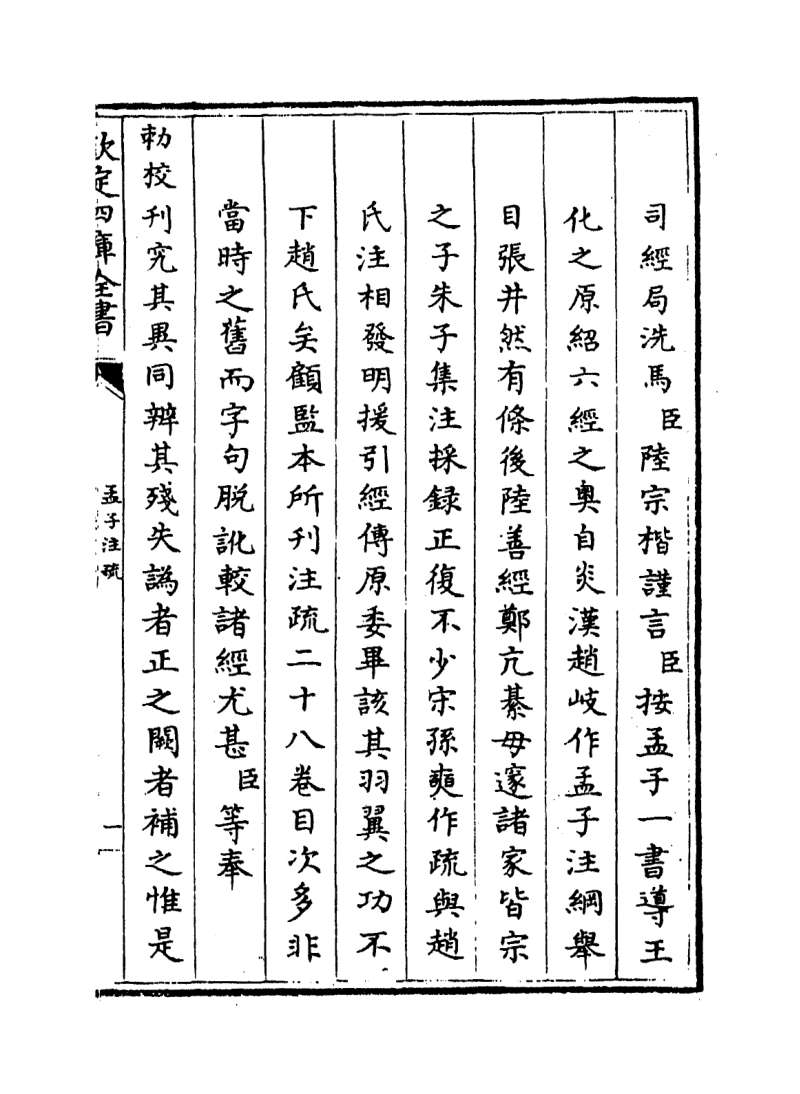 司經局洗馬臣陸宗楷謹言臣按孟子一書導王
化之原紹六經之奥自炎漢趙岐作孟子注綱舉
目張井然有條後陸善經鄭亢綦毋邃諸家皆宗
之子朱子集注採録正復不少宋孫奭作疏與趙
氏注相發明援引經傳原委畢該其羽翼之功不
下趙氏矣顧監本所刊注疏二十八卷目次多非
當時之舊而字句脱訛較諸經尤甚臣等奉
勅校刊究其異同辨其殘失譌者正之闕者補之惟是
欽定四庫全書
孟子注疏
一